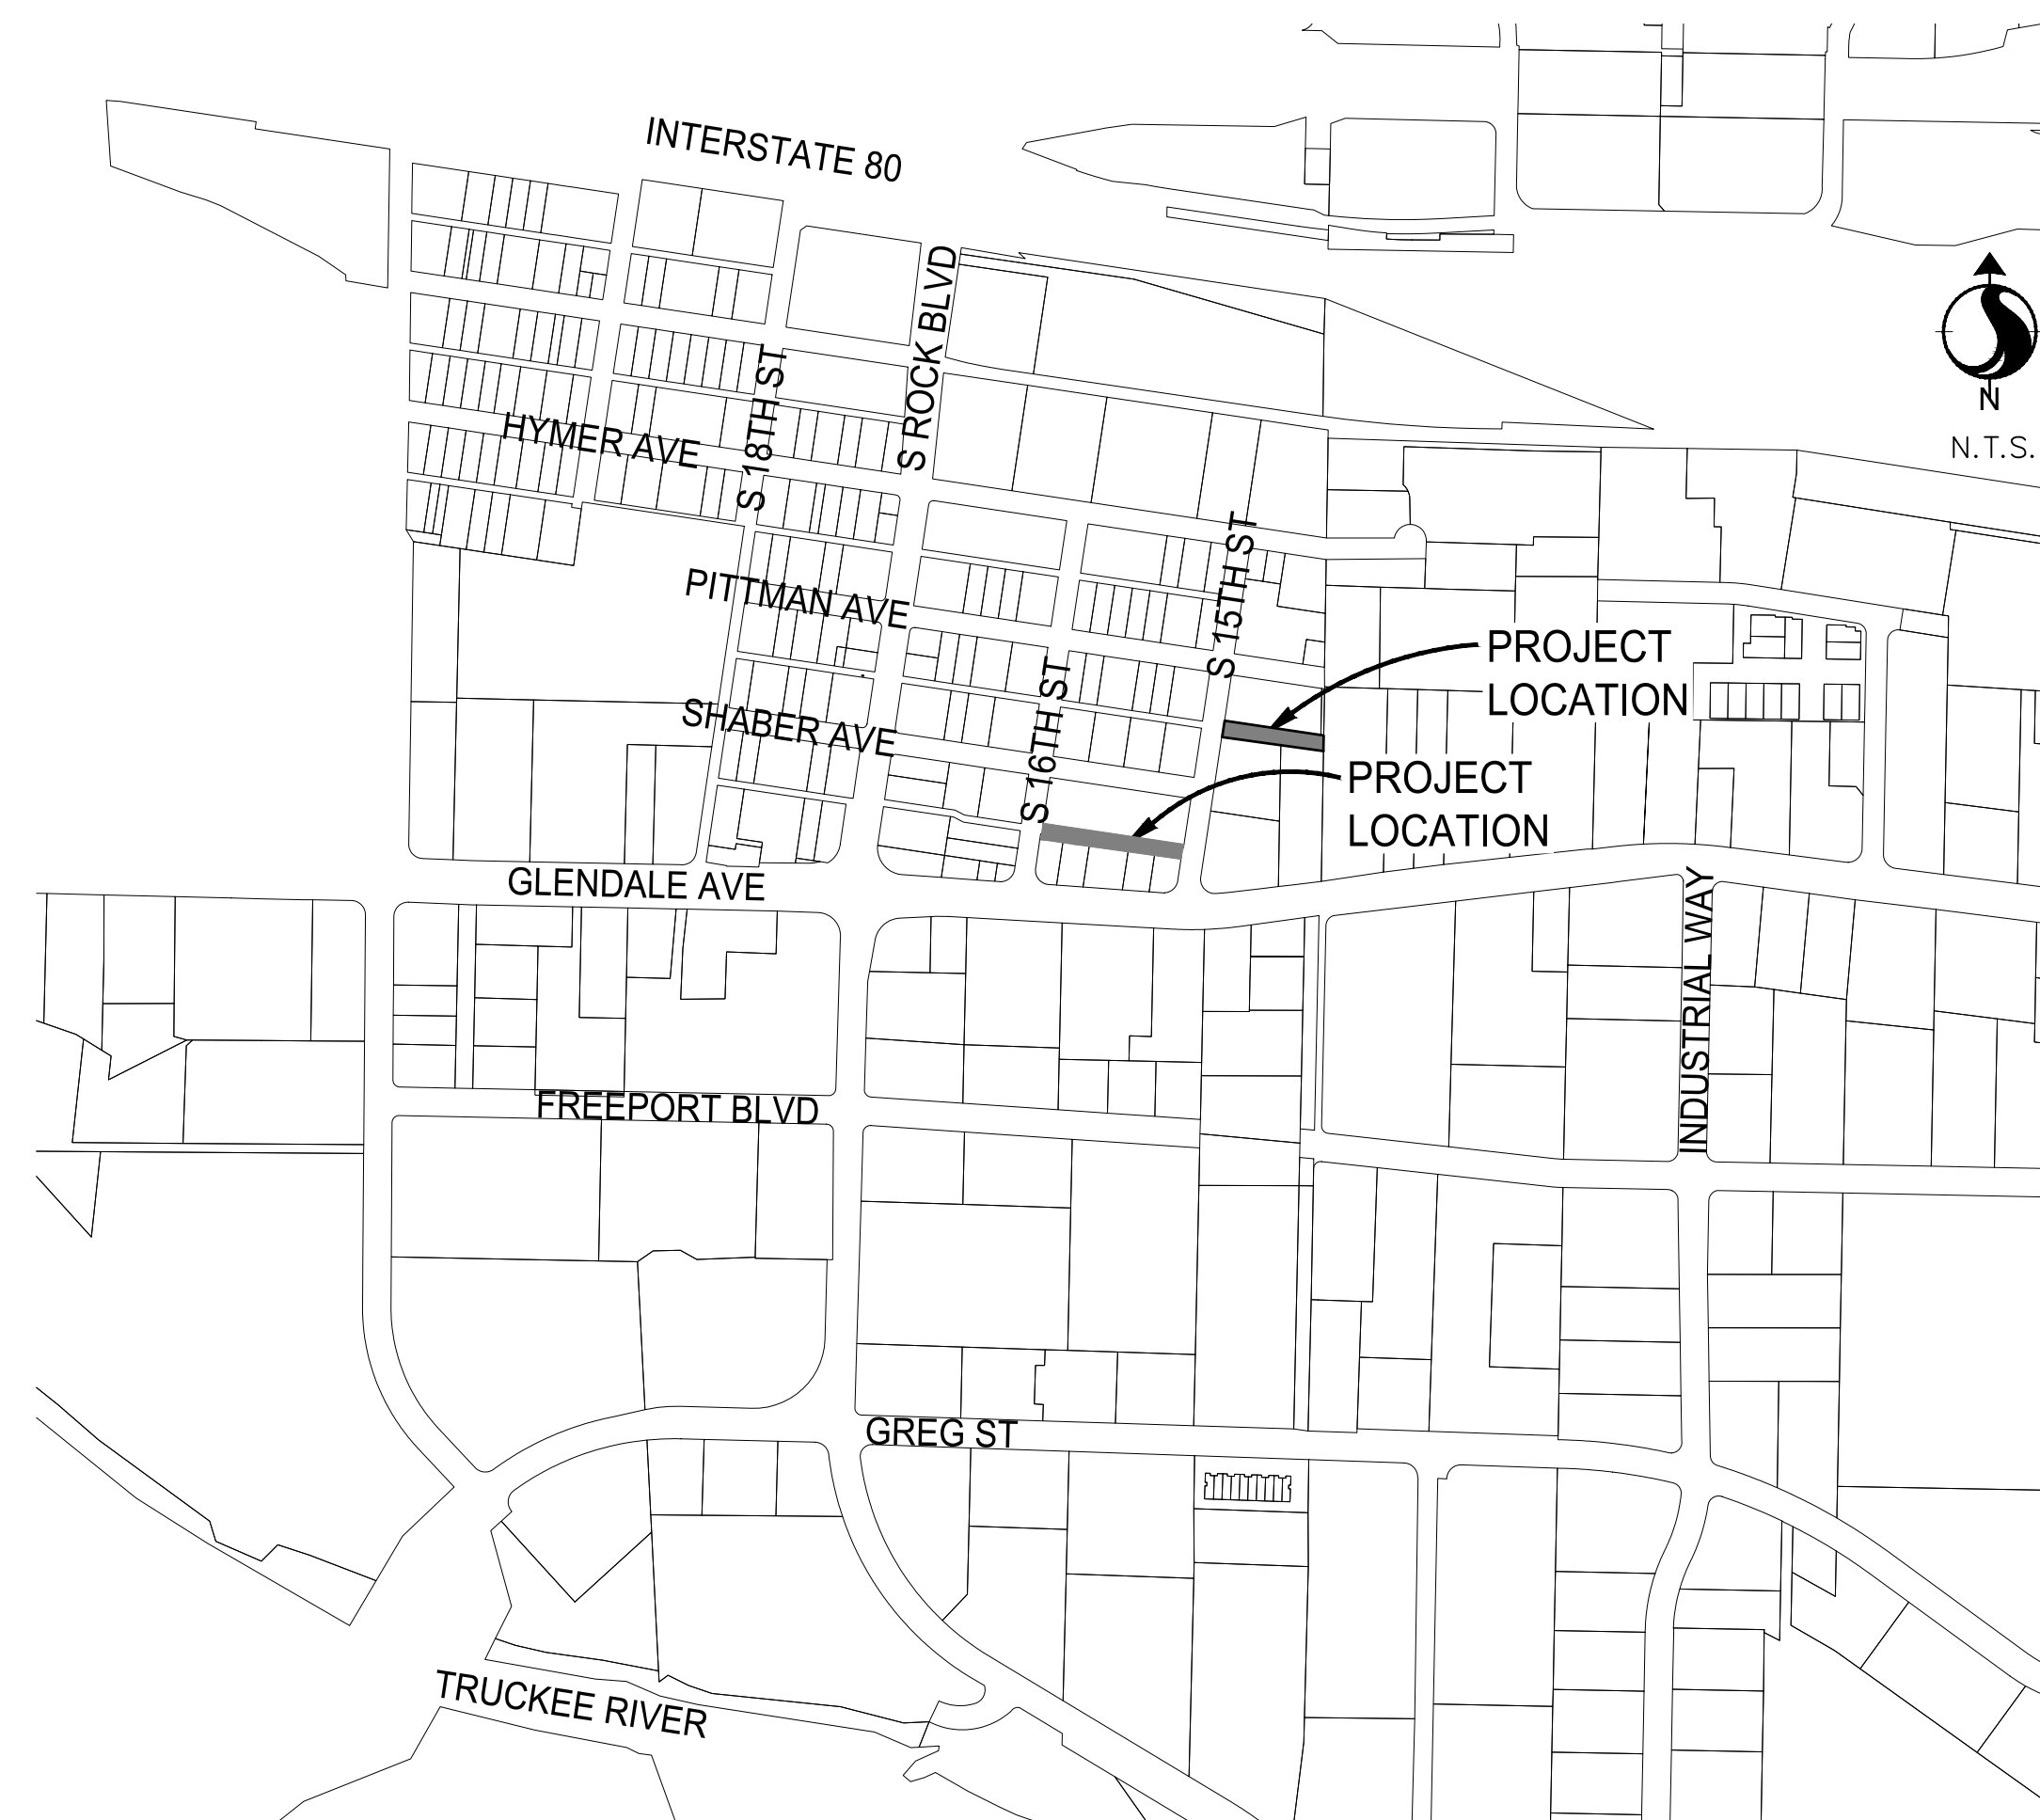 INTERSTATE 80
S ROCK BLVD
S 18TH ST
HYMER AVE
N
N.T.S.
S 15TH ST
PITTMAN AVE
PROJECT
LOCATION
S 16TH ST
SHABER AVE
PROJECT
LOCATION
GLENDALE AVE
INDUSTRIAL WAY
FREEPORT BLVD
GREG ST
TRUCKEE RIVER